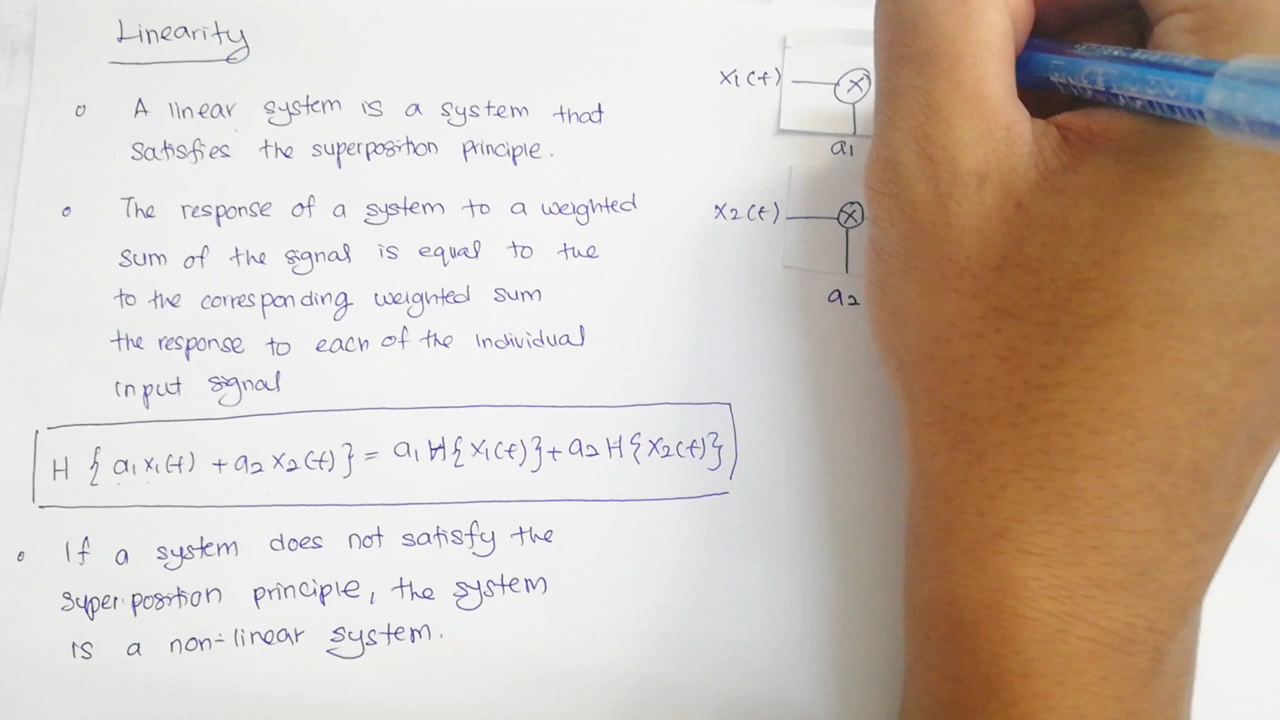 Linearity
A linear system is a system that
satisfies the superposition principle.
The response of a system to a weighted
sum of the signal is equal to the
to the corresponding weighted sum
the response to each of the individual
input signal
H { a1x1(t) + a2 x2(t) } = a1 H{ x1(t)} + a2 H { x2(t) }
If a system does not satisfy the
superposition principle, the system
is a non-linear system.
x1(t)
a1
x2(t)
a2